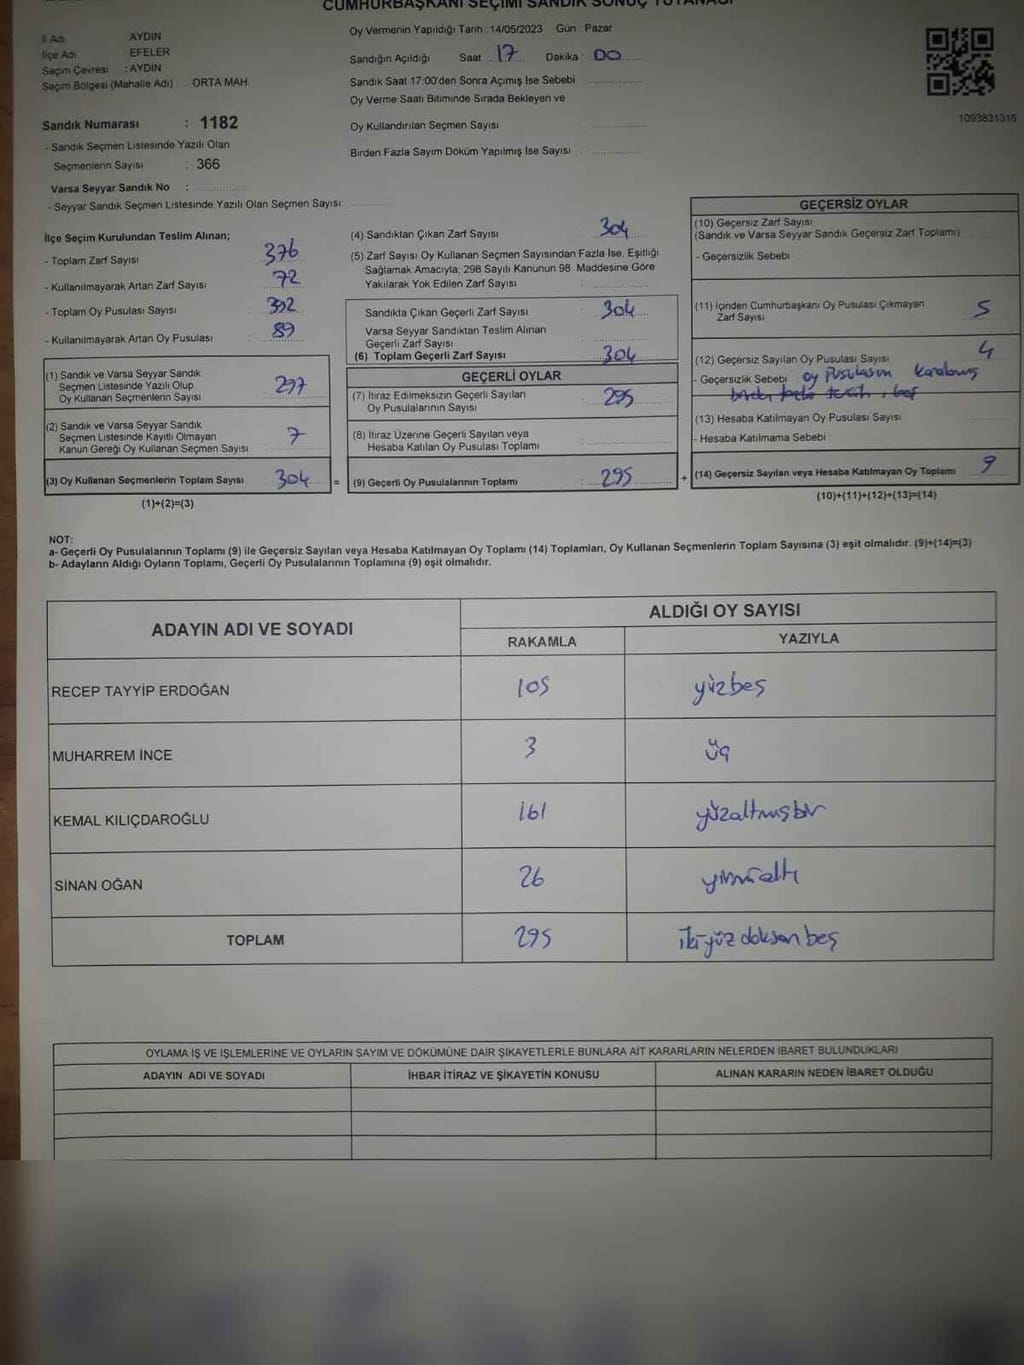 CUMHURBAŞKANI SEÇİMİ SANDIK SONUÇ TUTANAĞI
İl Adı AYDIN
İlçe Adı EFELER
Seçim Çevresi : AYDIN
Seçim Bölgesi (Mahalle Adı) ORTA MAH.
Sandık Numarası : 1182
- Sandık Seçmen Listesinde Yazılı Olan
Seçmenlerin Sayısı : 366
Varsa Seyyar Sandık No :
- Seyyar Sandık Seçmen Listesinde Yazılı Olan Seçmen Sayısı:
Oy Vermenin Yapıldığı Tarih : 14/05/2023 Gün : Pazar
Sandığın Açıldığı Saat : 17 Dakika : 00
Sandık Saat 17:00'den Sonra Açımış İse Sebebi :
Oy Verme Saati Bitiminde Sırada Bekleyen ve
Oy Kullandırılan Seçmen Sayısı
Birden Fazla Sayım Döküm Yapılmış İse Sayısı :
1093831316
İlçe Seçim Kurulundan Teslim Alınan;
- Toplam Zarf Sayısı 376
- Kullanılmayarak Artan Zarf Sayısı : 72
- Toplam Oy Pusulası Sayısı : 392
- Kullanılmayarak Artan Oy Pusulası : 89
(1) Sandık ve Varsa Seyyar Sandık
Seçmen Listesinde Yazılı Olup
Oy Kullanan Seçmenlerin Sayısı 297
(2) Sandık ve Varsa Seyyar Sandık
Seçmen Listesinde Kayıtlı Olmayan
Kanun Gereği Oy Kullanan Seçmen Sayısı 7
(3) Oy Kullanan Seçmenlerin Toplam Sayısı 304 =
(1)+(2)=(3)
(4) Sandıktan Çıkan Zarf Sayısı 304
(5) Zarf Sayısı Oy Kullanan Seçmen Sayısından Fazla İse, Eşitliği
Sağlamak Amacıyla; 298 Sayılı Kanunun 98. Maddesine Göre
Yakılarak Yok Edilen Zarf Sayısı :
Sandıkta Çıkan Geçerli Zarf Sayısı : 304
Varsa Seyyar Sandıktan Teslim Alınan
Geçerli Zarf Sayısı :
(6) Toplam Geçerli Zarf Sayısı : 304
GEÇERLİ OYLAR
(7) İtiraz Edilmeksizin Geçerli Sayılan
Oy Pusulalarının Sayısı : 295
(8) İtiraz Üzerine Geçerli Sayılan veya
Hesaba Katılan Oy Pusulası Toplamı :
(9) Geçerli Oy Pusulalarının Toplamı : 295 +
GEÇERSİZ OYLAR
(10) Geçersiz Zarf Sayısı
(Sandık ve Varsa Seyyar Sandık Geçersiz Zarf Toplamı)
- Geçersizlik Sebebi
(11) İçinden Cumhurbaşkanı Oy Pusulası Çıkmayan
Zarf Sayısı 5
(12) Geçersiz Sayılan Oy Pusulası Sayısı 4
- Geçersizlik Sebebi oy pusulasın karalamış
(13) Hesaba Katılmayan Oy Pusulası Sayısı
- Hesaba Katılmama Sebebi :
(14) Geçersiz Sayılan veya Hesaba Katılmayan Oy Toplamı : 9
(10)+(11)+(12)+(13)=(14)
NOT:
a- Geçerli Oy Pusulalarının Toplamı (9) ile Geçersiz Sayılan veya Hesaba Katılmayan Oy Toplamı (14) Toplamları, Oy Kullanan Seçmenlerin Toplam Sayısına (3) eşit olmalıdır. (9)+(14)=(3)
b- Adayların Aldığı Oyların Toplamı, Geçerli Oy Pusulalarının Toplamına (9) eşit olmalıdır.
ADAYIN ADI VE SOYADI ALDIĞI OY SAYISI
RAKAMLA YAZIYLA
RECEP TAYYİP ERDOĞAN 105 yüzbeş
MUHARREM İNCE 3 üç
KEMAL KILIÇDAROĞLU 161 yüzaltmışbir
SİNAN OĞAN 26 yirmialtı
TOPLAM 295 ikiyüz doksan beş
OYLAMA İŞ VE İŞLEMLERİNE VE OYLARIN SAYIM VE DÖKÜMÜNE DAİR ŞİKAYETLERLE BUNLARA AİT KARARLARIN NELERDEN İBARET BULUNDUKLARI
ADAYIN ADI VE SOYADI İHBAR İTİRAZ VE ŞİKAYETİN KONUSU ALINAN KARARIN NEDEN İBARET OLDUĞU